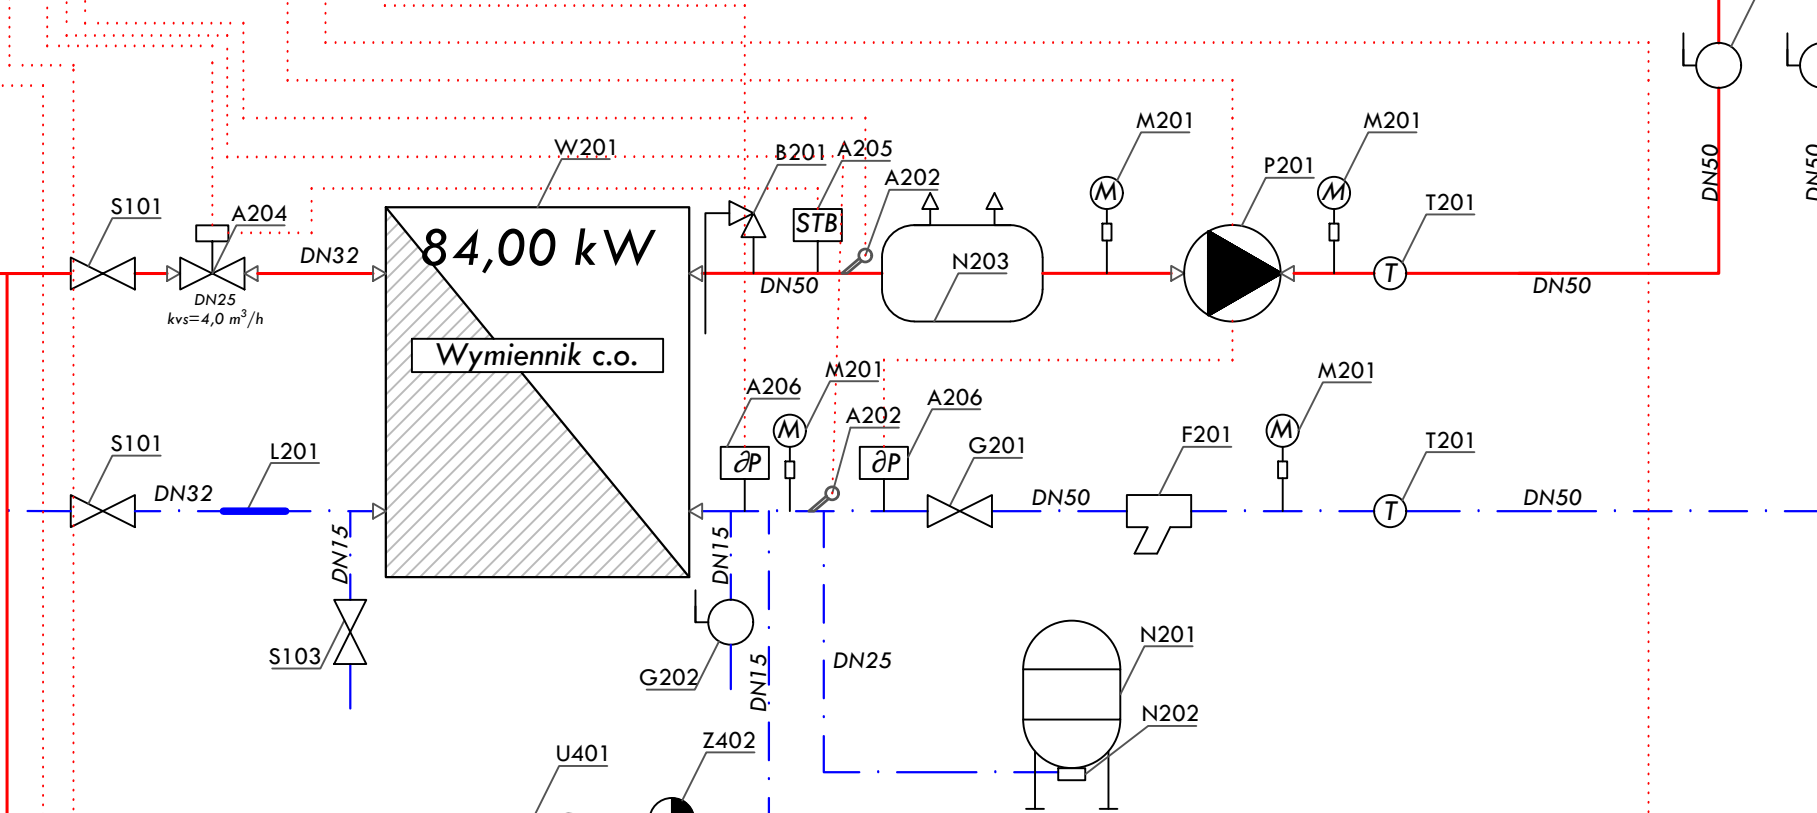 M201
M201
W201
B201
A205
P201
A202
S101
A204
T201
DN50
DN50
STB
M
M
84,00 kW
DN32
N203
T
DN50
DN50
DN25
kvs=4,0 m³/h
Wymiennik c.o.
M201
M201
A206
A206
A202
M
M
S101
L201
G201
F201
T201
∂P
∂P
DN32
DN50
DN50
T
DN15
DN15
S103
G202
DN15
DN25
N201
N202
U401
Z402